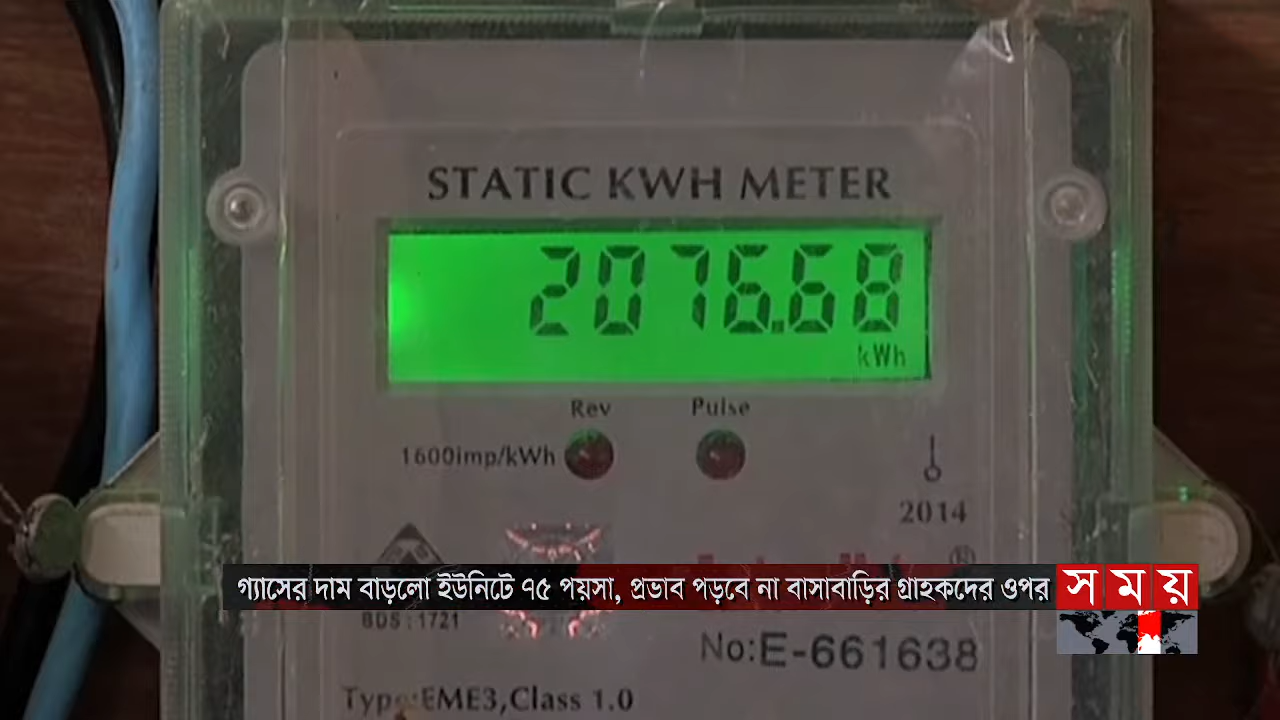 STATIC KWH METER
2076.68
kWh
Rev Pulse
1600imp/kWh
2014
গ্যাসের দাম বাড়লো ইউনিটে ৭৫ পয়সা, প্রভাব পড়বে না বাসাবাড়ির গ্রাহকদের ওপর
সময়
BDS:1721
No:E-661638
Type:EME3,Class 1.0